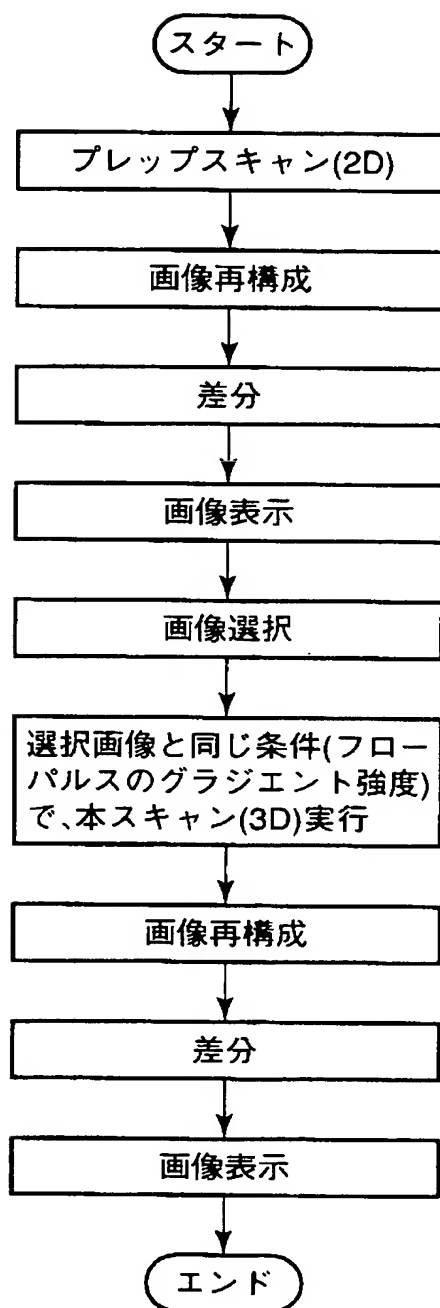 スタート
プレップスキャン(2D)
画像再構成
差分
画像表示
画像選択
選択画像と同じ条件(フロー
パルスのグラジエント強度)
で、本スキャン(3D)実行
画像再構成
差分
画像表示
エンド